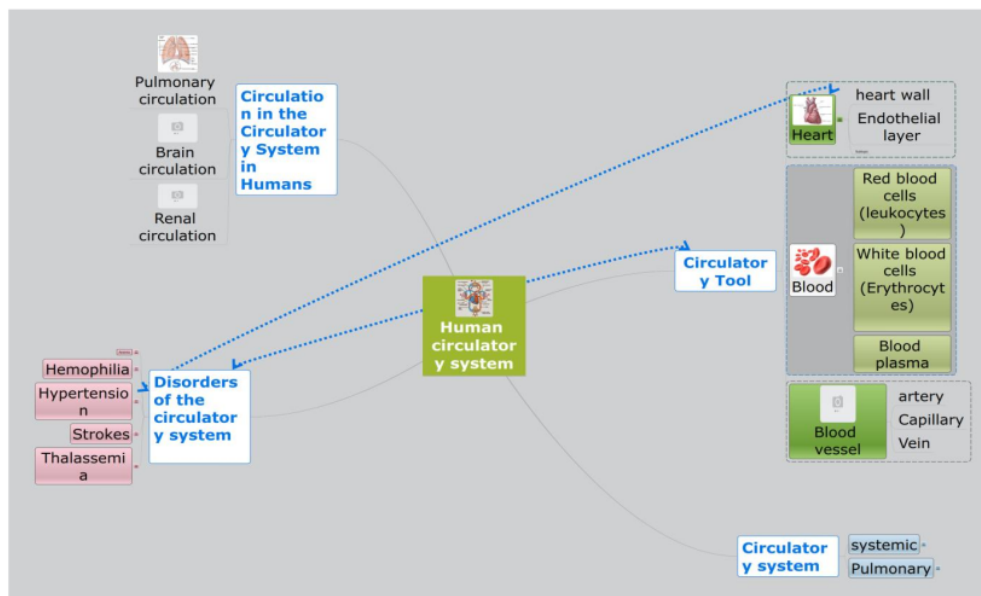 Pulmonary
circulation
Brain
circulation
Renal
circulation
Circulatio
n in the
Circulator
y System
in
Humans
Heart
heart wall
Endothelial
layer
Circulator
y Tool
Blood
Red blood
cells
(leukocytes
)
White blood
cells
(Erythrocyt
es)
Blood
plasma
Human
circulator
y system
Hemophilia
Hypertensio
n
Strokes
Thalassemi
a
Disorders
of the
circulator
y system
Blood
vessel
artery
Capillary
Vein
Circulator
y system
systemic
Pulmonary